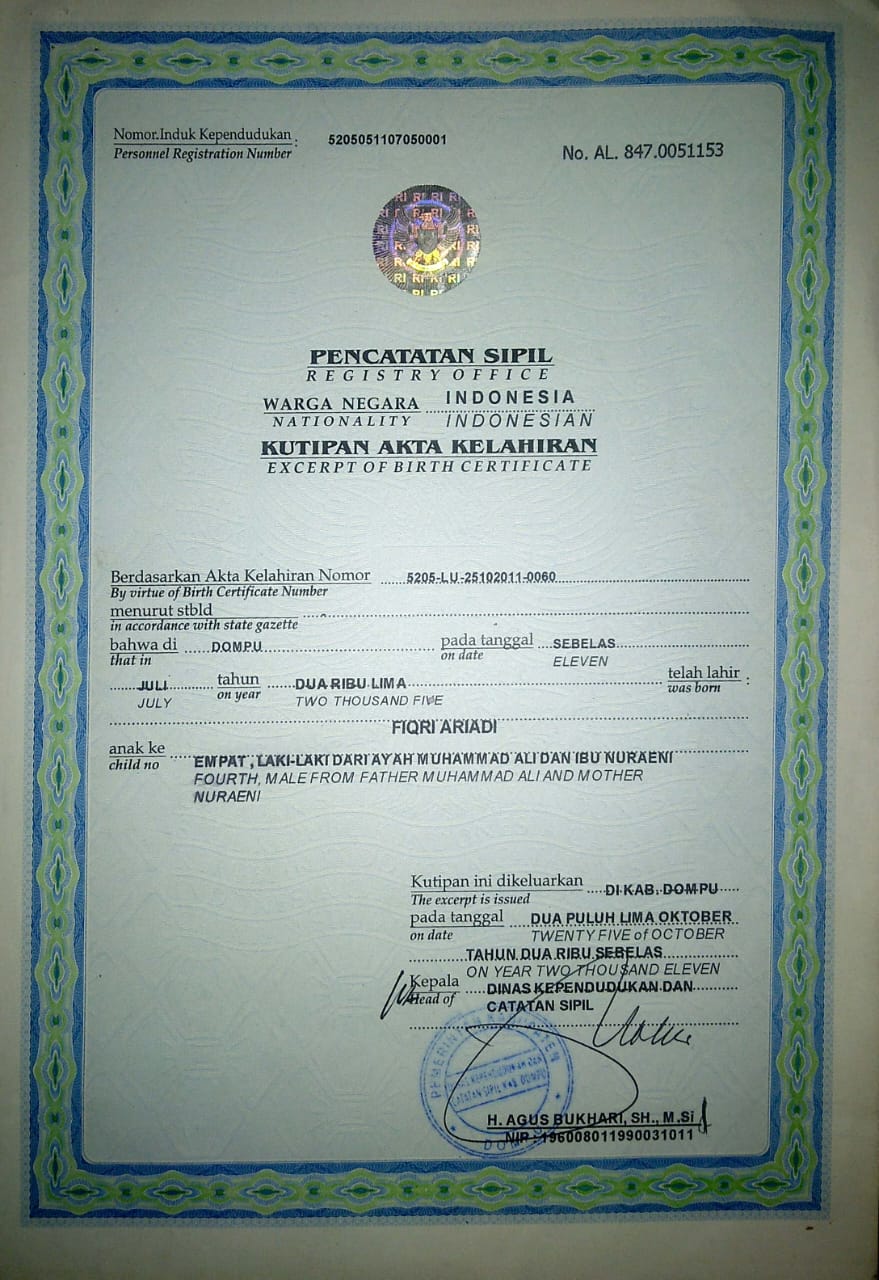 Nomor.Induk Kependudukan : 5205051107050001
Personnel Registration Number
No. AL. 847.0051153
PENCATATAN SIPIL
REGISTRY OFFICE
WARGA NEGARA INDONESIA
NATIONALITY INDONESIAN
KUTIPAN AKTA KELAHIRAN
EXCERPT OF BIRTH CERTIFICATE
Berdasarkan Akta Kelahiran Nomor 5205-LU-25102011-0060
By virtue of Birth Certificate Number
menurut stbld
in accordance with state gazette
bahwa di DOMPU pada tanggal SEBELAS
that in on date ELEVEN
JULI tahun DUA RIBU LIMA telah lahir :
JULY on year TWO THOUSAND FIVE was born
FIQRI ARIADI
anak ke EMPAT, LAKI-LAKI DARI AYAH MUHAMMAD ALI DAN IBU NURAENI
child no FOURTH, MALE FROM FATHER MUHAMMAD ALI AND MOTHER
NURAENI
Kutipan ini dikeluarkan DI KAB. DOMPU
The excerpt is issued
pada tanggal DUA PULUH LIMA OKTOBER
on date TWENTY FIVE of OCTOBER
TAHUN DUA RIBU SEBELAS
ON YEAR TWO THOUSAND ELEVEN
Kepala DINAS KEPENDUDUKAN DAN
Head of CATATAN SIPIL
H. AGUS BUKHARI, SH., M.Si
NIP : 196008011990031011